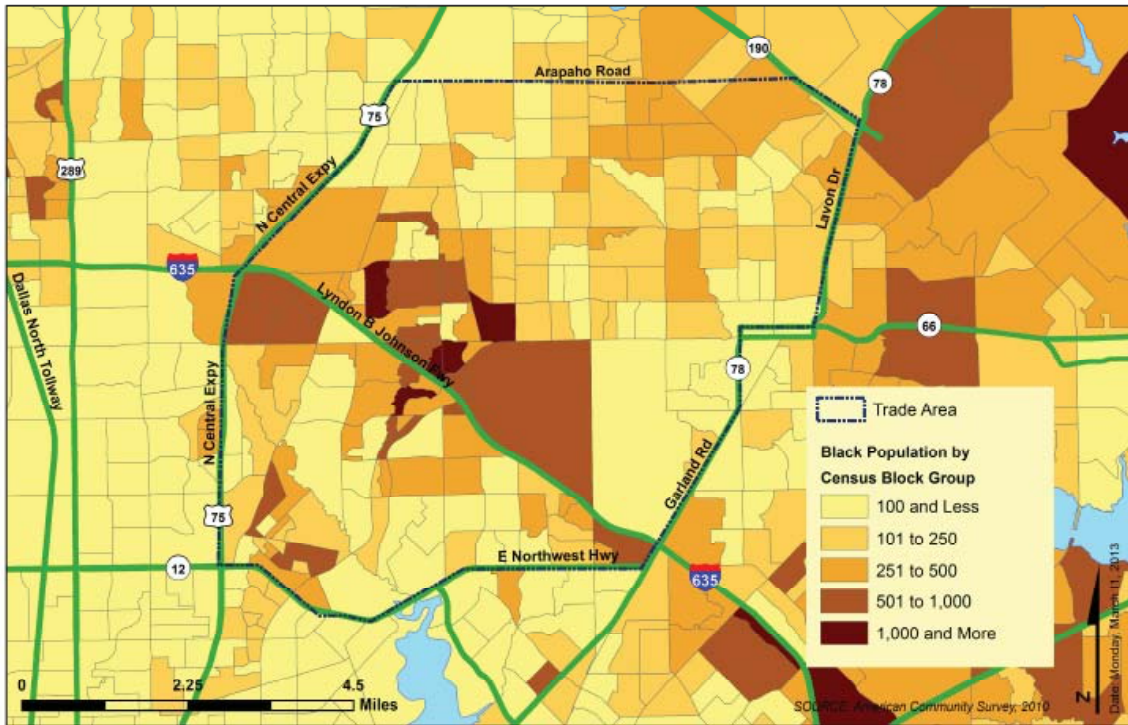 190
Arapaho Road
78
75
289
N Central Expy
Lavon Dr
635
Dallas North Tollway
Lyndon B Johnson Fwy
66
78
N Central Expy
Garland Rd
75
E Northwest Hwy
12
635
Trade Area
Black Population by
Census Block Group
100 and Less
101 to 250
251 to 500
501 to 1,000
1,000 and More
0 2.25 4.5
Miles
SOURCE: American Community Survey, 2010
N
Date: Monday, March 11, 2013